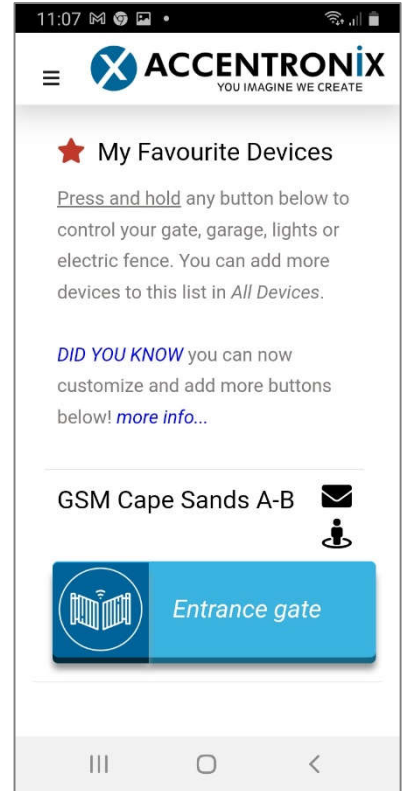 11:07
ACCENTRONIX
YOU IMAGINE WE CREATE
My Favourite Devices
Press and hold any button below to
control your gate, garage, lights or
electric fence. You can add more
devices to this list in All Devices.
DID YOU KNOW you can now
customize and add more buttons
below! more info...
GSM Cape Sands A-B
Entrance gate